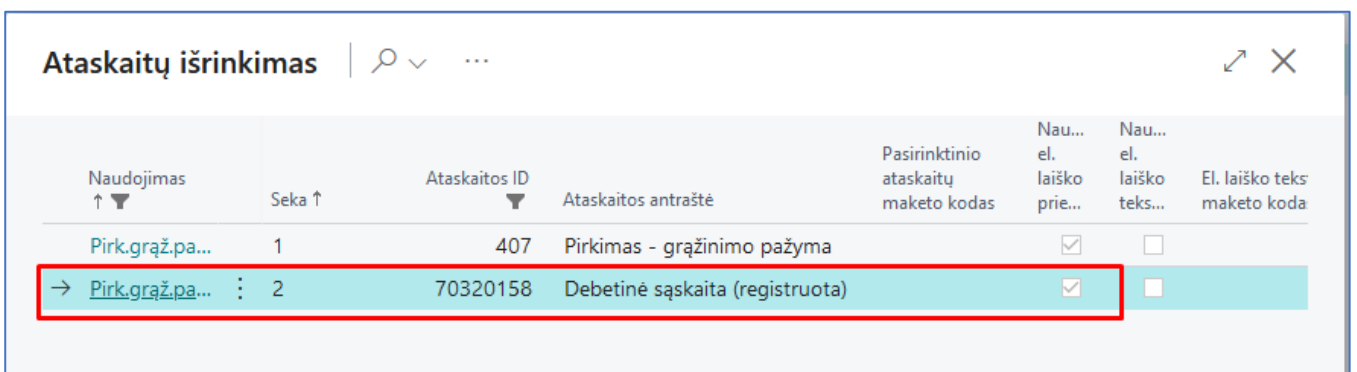 Ataskaitų išrinkimas
Naudojimas
Seka
Ataskaitos ID
Ataskaitos antraštė
Pasirinktinio
ataskaitų
maketo kodas
Nau...
el.
laiško
prie...
Nau...
el.
laiško
teks...
El. laiško teks
maketo koda
Pirk.grąž.pa... 1 407 Pirkimas - grąžinimo pažyma
Pirk.grąž.pa... 2 70320158 Debetinė sąskaita (registruota)